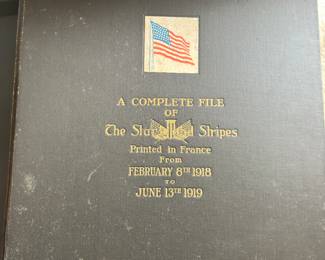 A COMPLETE FILE
OF
The Stars and Stripes
Printed in France
From
FEBRUARY 8TH 1918
TO
JUNE 13TH 1919